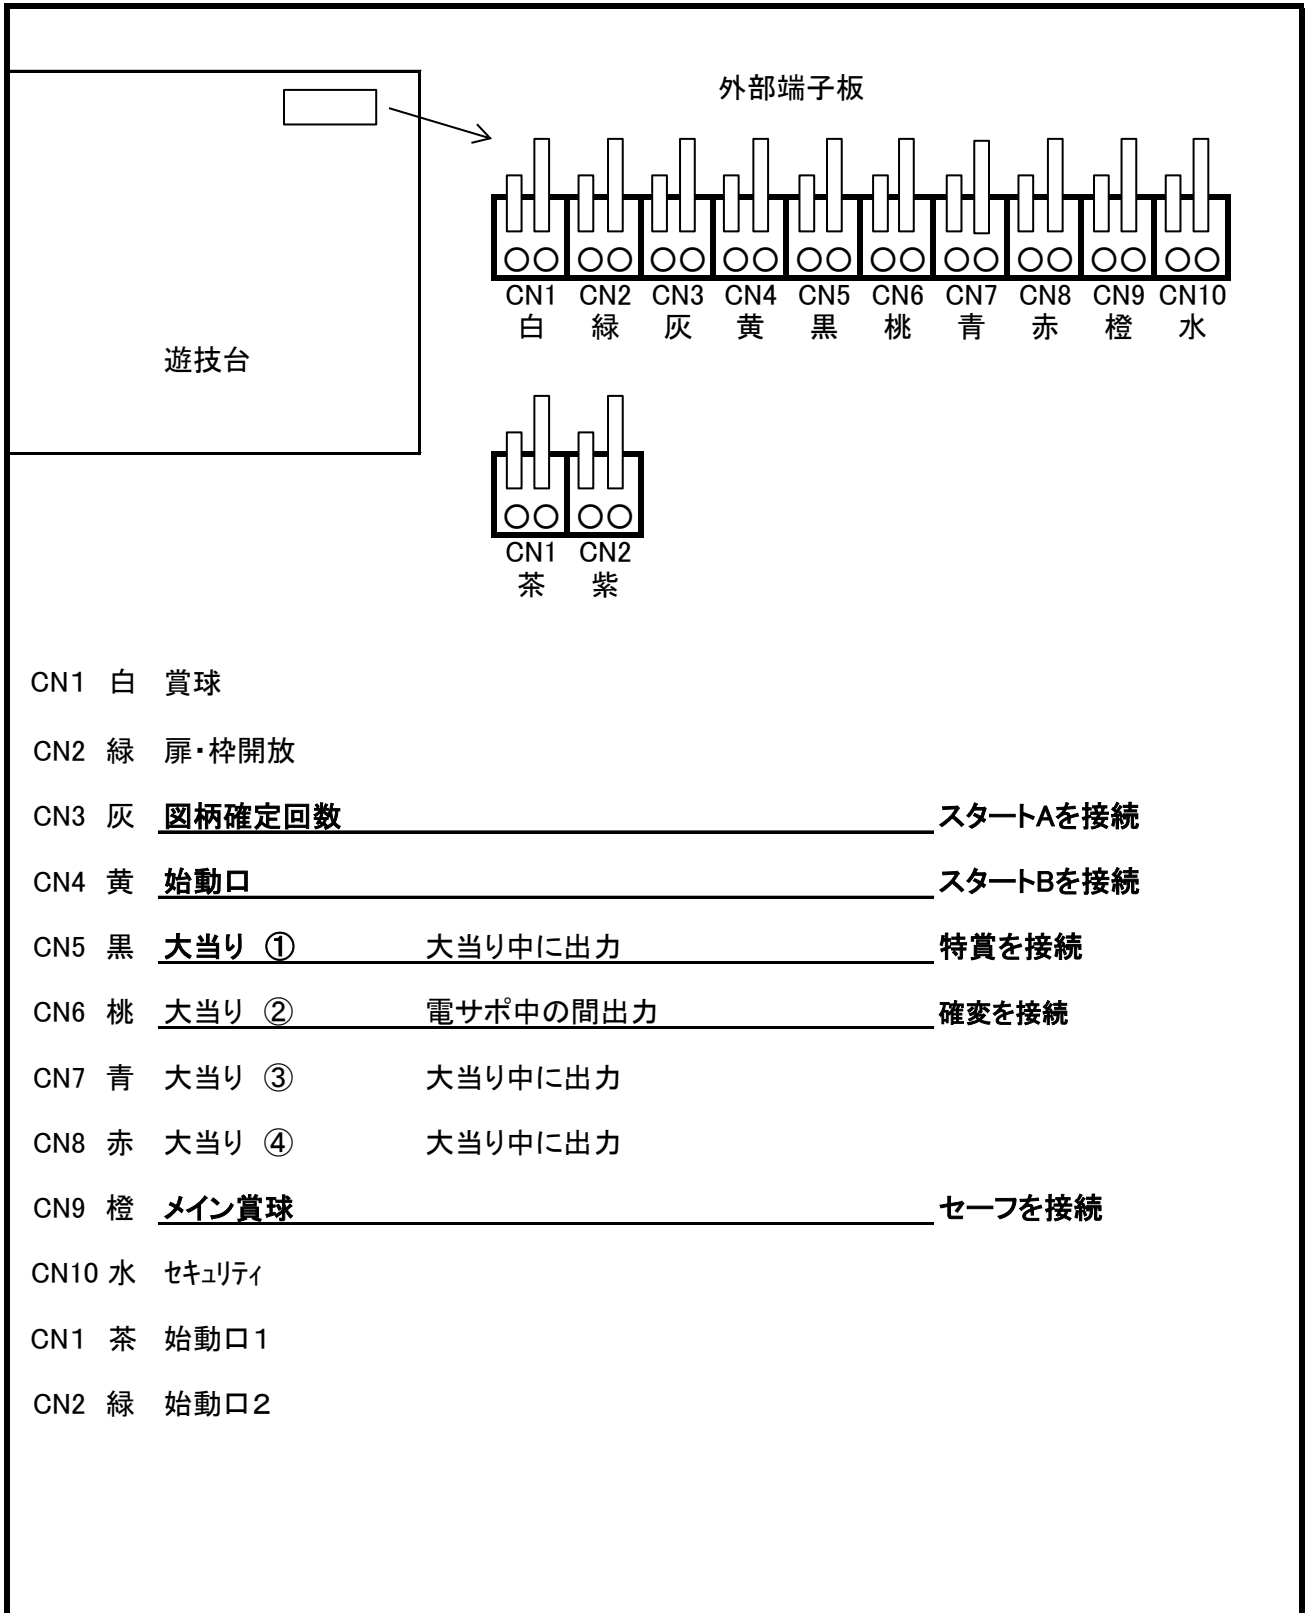 外部端子板
CN1 CN2 CN3 CN4 CN5 CN6 CN7 CN8 CN9 CN10
白 緑 灰 黄 黒 桃 青 赤 橙 水
遊技台
CN1 CN2
茶 紫
CN1 白 賞球
CN2 緑 扉・枠開放
CN3 灰 図柄確定回数 スタートAを接続
CN4 黄 始動口 スタートBを接続
CN5 黒 大当り ① 大当り中に出力 特賞を接続
CN6 桃 大当り ② 電サポ中の間出力 確変を接続
CN7 青 大当り ③ 大当り中に出力
CN8 赤 大当り ④ 大当り中に出力
CN9 橙 メイン賞球 セーフを接続
CN10 水 ｾｷｭﾘﾃｨ
CN1 茶 始動口1
CN2 緑 始動口2